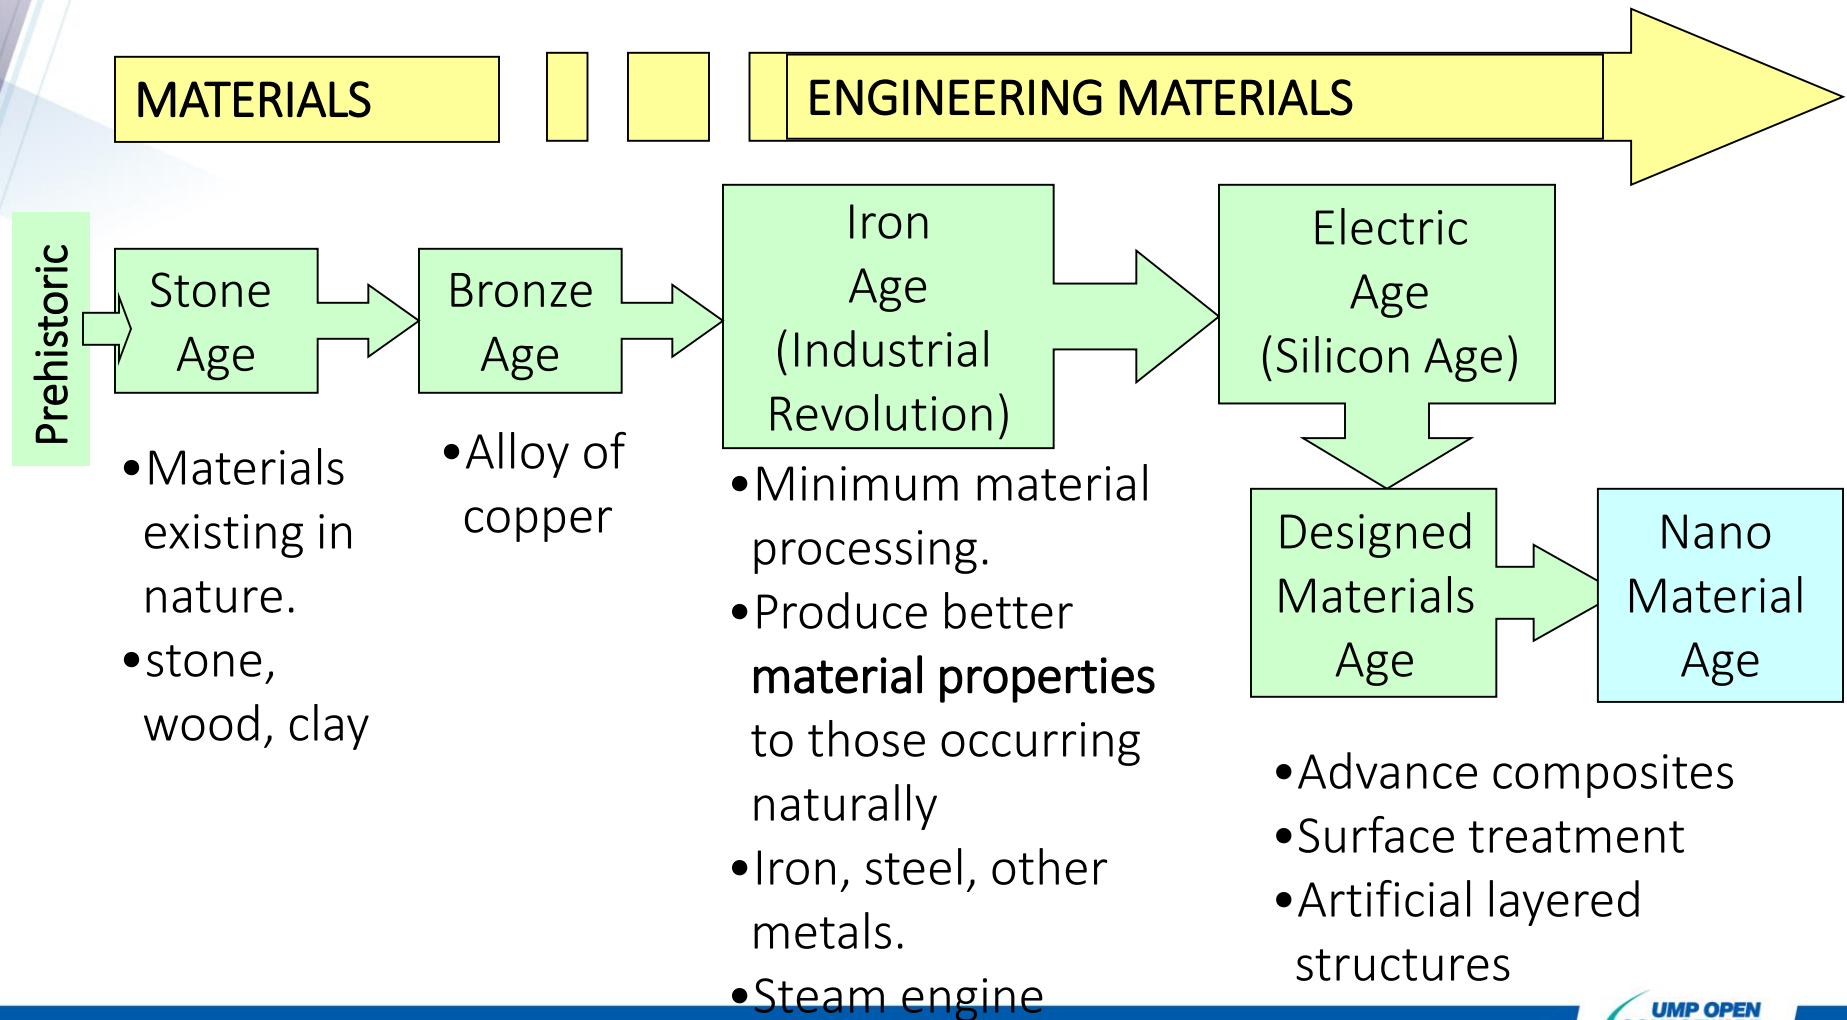 MATERIALS
ENGINEERING MATERIALS
Prehistoric
Stone
Age
Bronze
Age
Iron
Age
(Industrial
Revolution)
Electric
Age
(Silicon Age)
•Materials
existing in
nature.
•stone,
wood, clay
•Alloy of
copper
•Minimum material
processing.
•Produce better
material properties
to those occurring
naturally
•Iron, steel, other
metals.
•Steam engine
Designed
Materials
Age
Nano
Material
Age
•Advance composites
•Surface treatment
•Artificial layered
structures
UMP OPEN